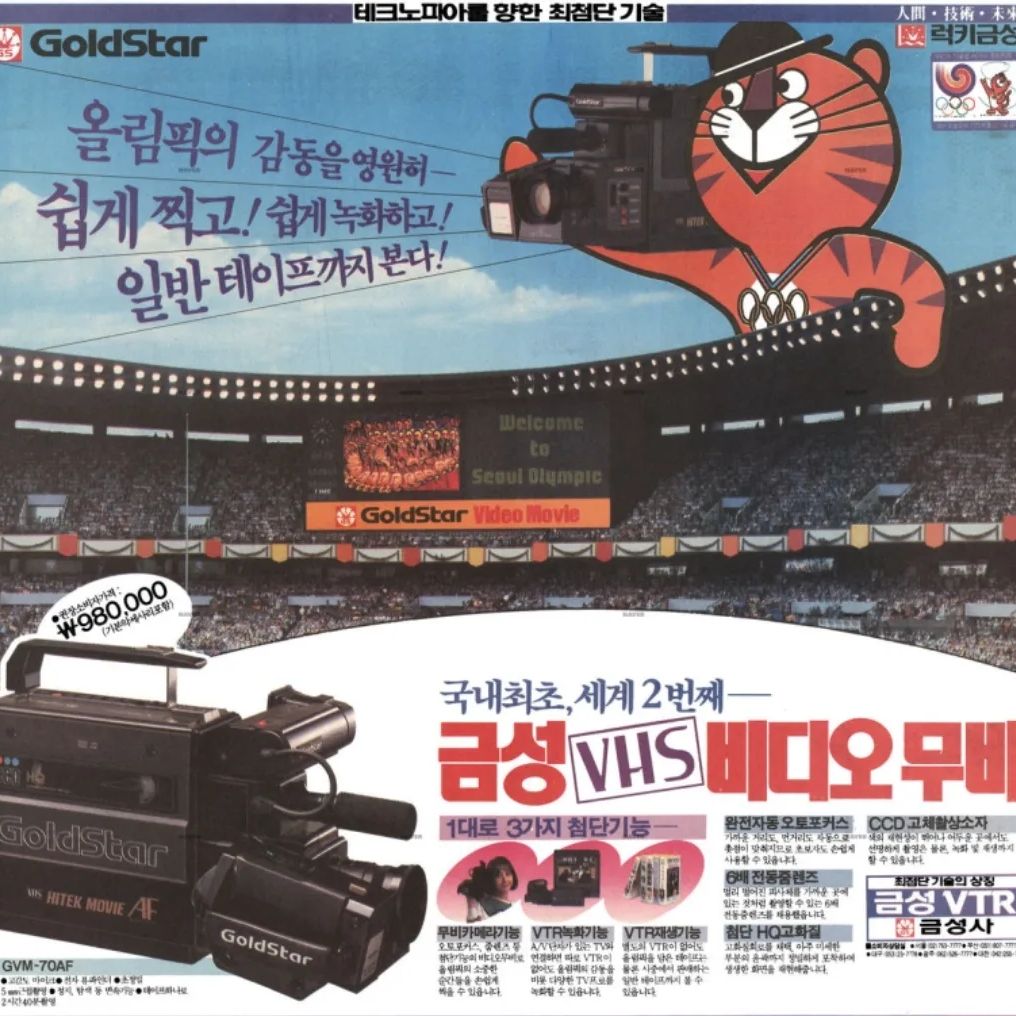 테크노피아를 향한 최첨단 기술
人間·技術·未來
GoldStar
럭키금성
올림픽의 감동을 영원히—
쉽게 찍고! 쉽게 녹화하고!
일반 테이프까지 본다!
GoldStar
Welcome
to
Seoul Olympic
GoldStar Video Movie
●권장소비자가격:
₩980,000
(기본악세사리포함)
국내최초, 세계 2번째—
금성 VHS 비디오 무비
GoldStar
VHS HITEK MOVIE AF
GoldStar
GVM-70AF
1대로 3가지 첨단기능—
무비카메라기능
오토포커스, 줌렌즈 등
첨단기능의 비디오무비로
올림픽의 소중한
순간들을 손쉽게
찍을 수 있읍니다.
VTR녹화기능
A/V단자가 있는 TV와
연결하면 따로 VTR이
없어도 올림픽의 감동을
비롯 다양한 TV프로를
녹화할 수 있읍니다.
VTR재생기능
별도의 VTR이 없어도
올림픽을 담은 테이프는
물론 시중에서 판매하는
일반 테이프까지 볼 수
있읍니다.
완전자동 오토포커스
가까운 거리도, 먼거리도 자동으로
촛점이 맞춰지므로 초보자도 손쉽게
사용할 수 있읍니다.
6배 전동줌렌즈
멀리 떨어진 피사체를 가까운 곳에
있는 것처럼 촬영할 수 있는 6배
전동줌렌즈를 채용했읍니다.
첨단 HQ고화질
고화질회로를 채택, 아주 미세한
부분의 윤곽까지 정밀하게 포착하여
생생한 화면을 재현해줍니다.
CCD 고체촬상소자
색의 재현성이 뛰어나 어두운 곳에서도
선명하게 촬영은 물론, 녹화 및 재생까지
할 수 있읍니다.
최첨단 기술의 상징
금성 VTR
금성사